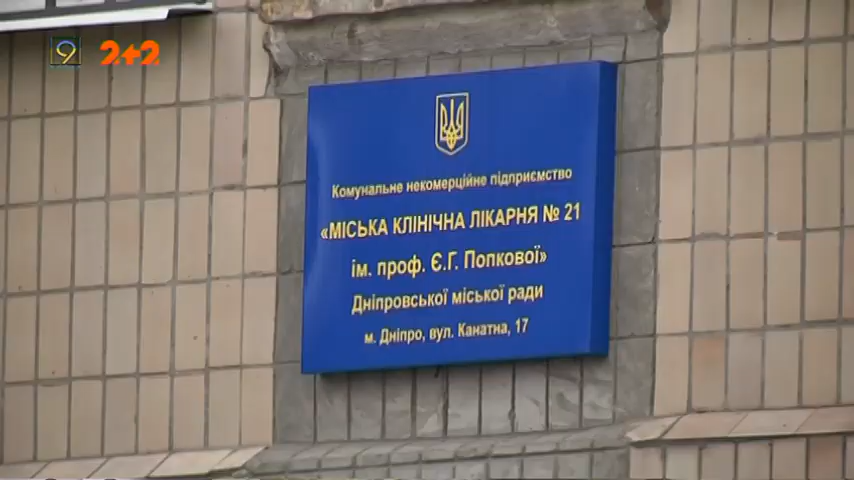 9 2+2
Комунальне некомерційне підприємство
«МІСЬКА КЛІНІЧНА ЛІКАРНЯ № 21
ім. проф. Є.Г. Попкової»
Дніпровської міської ради
м. Дніпро, вул. Канатна, 17